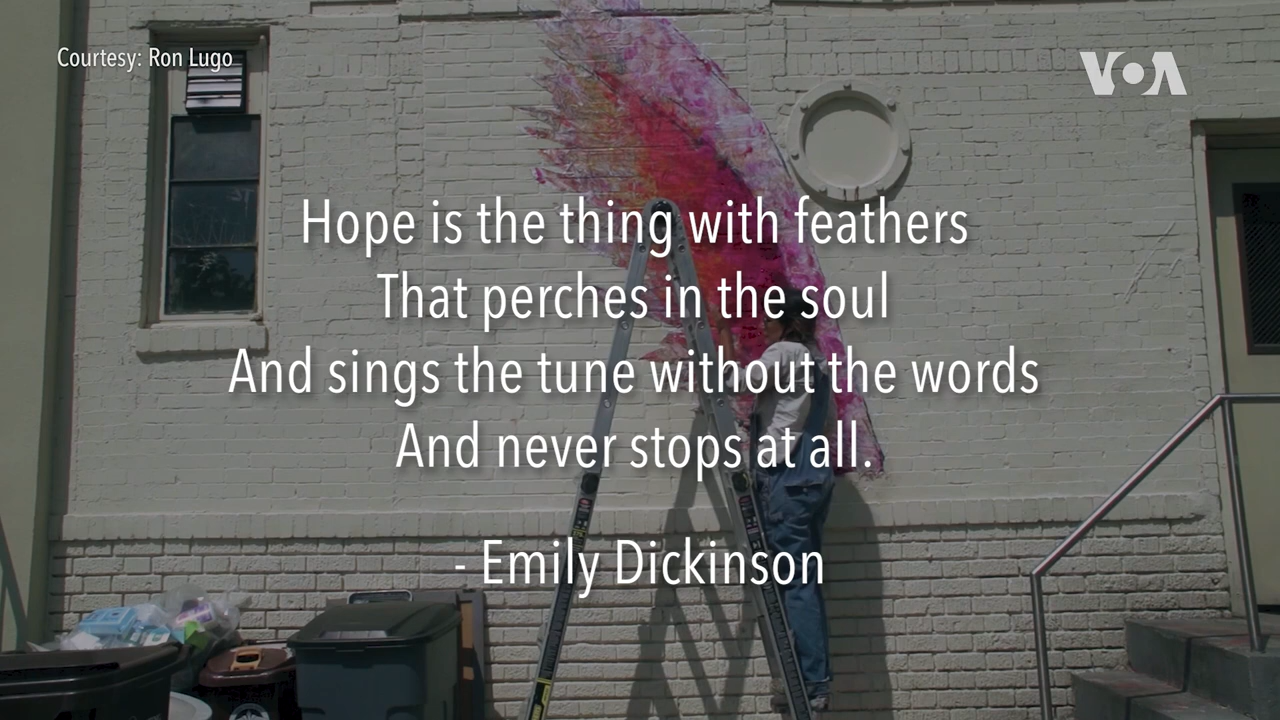 Courtesy: Ron Lugo
VOA
Hope is the thing with feathers
That perches in the soul
And sings the tune without the words
And never stops at all.
- Emily Dickinson